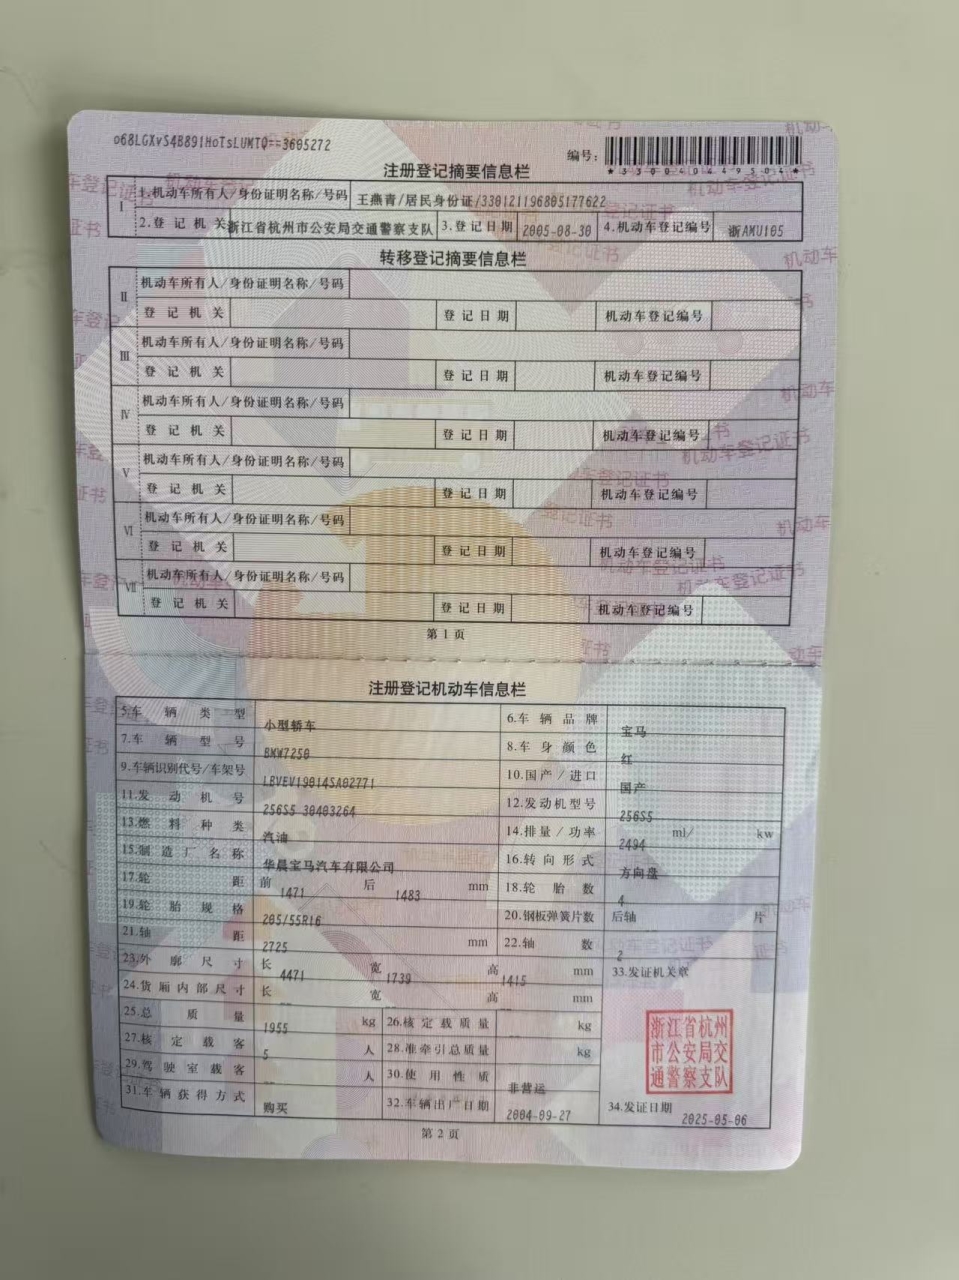 o68LGXvS4B891HoTsLUMTQ==3605272
编号：
*330040449504*
注册登记摘要信息栏
I 1.机动车所有人/身份证明名称/号码 王燕青/居民身份证/330121196805177622
2.登记机关 浙江省杭州市公安局交通警察支队 3.登记日期 2005-08-30 4.机动车登记编号 浙AMU105
转移登记摘要信息栏
II 机动车所有人/身份证明名称/号码
登记机关 登记日期 机动车登记编号
III 机动车所有人/身份证明名称/号码
登记机关 登记日期 机动车登记编号
IV 机动车所有人/身份证明名称/号码
登记机关 登记日期 机动车登记编号
V 机动车所有人/身份证明名称/号码
登记机关 登记日期 机动车登记编号
VI 机动车所有人/身份证明名称/号码
登记机关 登记日期 机动车登记编号
VII 机动车所有人/身份证明名称/号码
登记机关 登记日期 机动车登记编号
第1页
注册登记机动车信息栏
5.车辆类型 小型轿车 6.车辆品牌 宝马
7.车辆型号 BMW7250 8.车身颜色 红
9.车辆识别代号/车架号 LBVEV19014SA02771 10.国产/进口 国产
11.发动机号 256S5 30403264 12.发动机型号 256S5
13.燃料种类 汽油 14.排量/功率 2494 ml/ kw
15.制造厂名称 华晨宝马汽车有限公司 16.转向形式 方向盘
17.轮距 前 1471 后 1483 mm 18.轮胎数 4
19.轮胎规格 205/55R16 20.钢板弹簧片数 后轴 片
21.轴距 2725 mm 22.轴数 2
23.外廓尺寸 长 4471 宽 1739 高 1415 mm 33.发证机关章
24.货厢内部尺寸 长 -- 宽 -- 高 -- mm
25.总质量 1955 kg 26.核定载质量 -- kg
27.核定载客 5 人 28.准牵引总质量 -- kg
29.驾驶室载客 -- 人 30.使用性质 非营运
31.车辆获得方式 购买 32.车辆出厂日期 2004-09-27 34.发证日期 2025-05-06
浙江省杭州
市公安局交
通警察支队
第2页